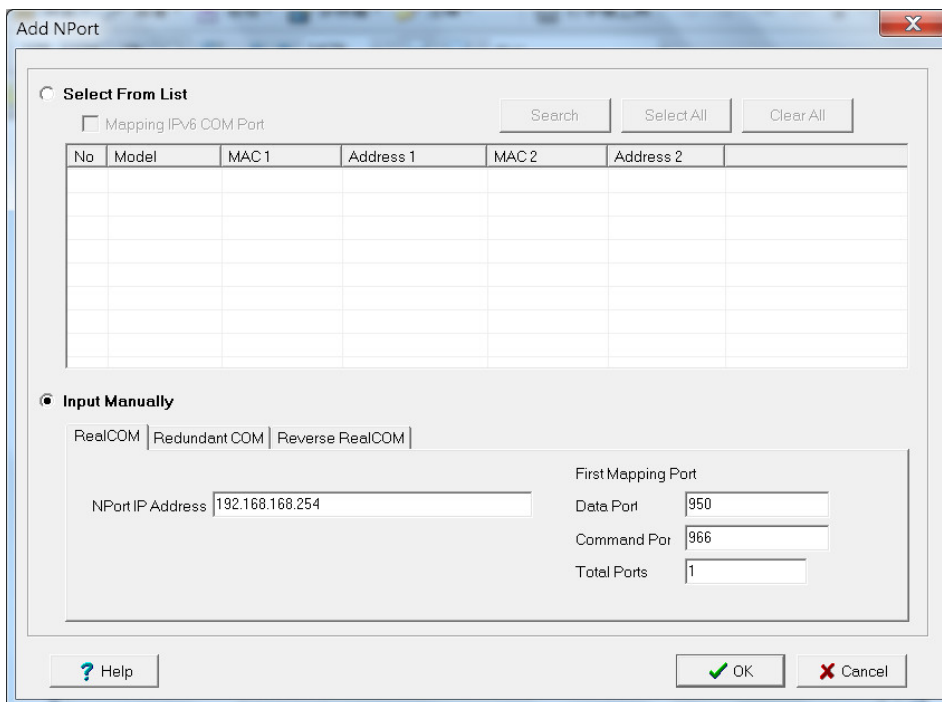 Add NPort
Select From List
Mapping IPv6 COM Port
Search
Select All
Clear All
No Model MAC 1 Address 1 MAC 2 Address 2
Input Manually
RealCOM Redundant COM Reverse RealCOM
First Mapping Port
NPort IP Address 192.168.168.254
Data Port 950
Command Por 966
Total Ports 1
? Help
OK
Cancel